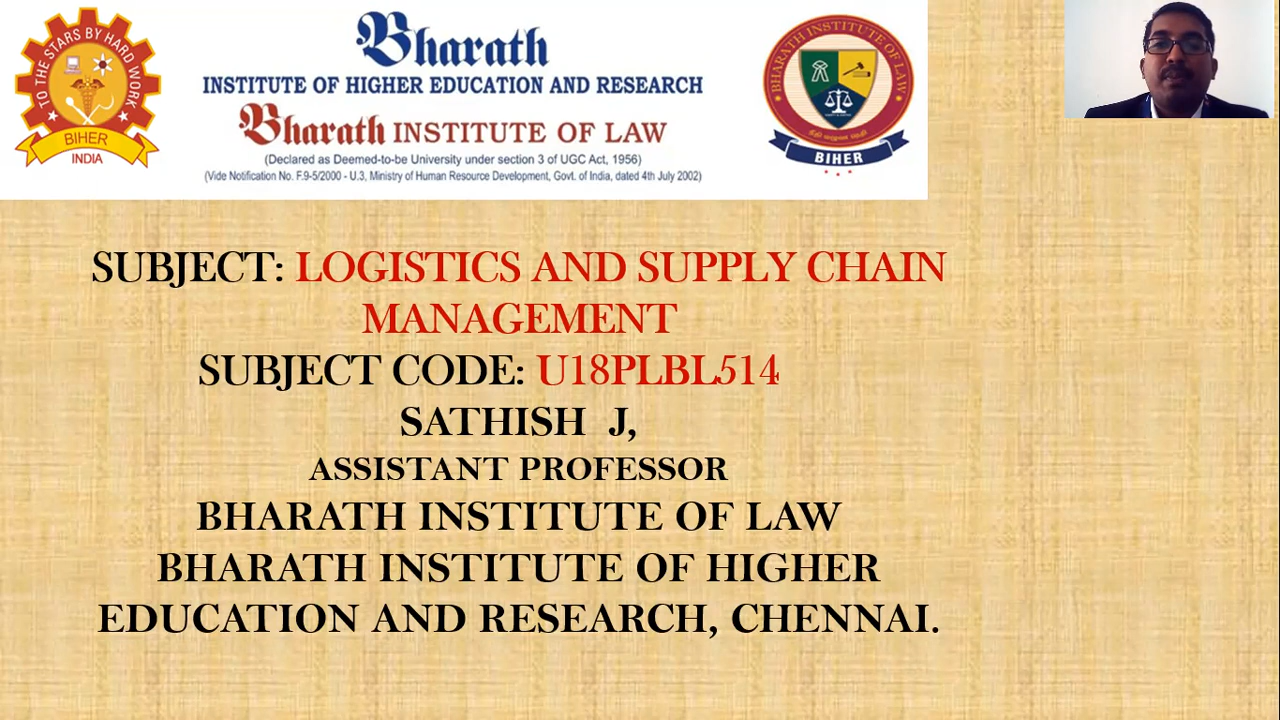 TO THE STARS BY HARD WORK
BIHER
INDIA
Bharath
INSTITUTE OF HIGHER EDUCATION AND RESEARCH
Bharath INSTITUTE OF LAW
(Declared as Deemed-to-be University under section 3 of UGC Act, 1956)
(Vide Notification No. F.9-5/2000 - U.3, Ministry of Human Resource Development, Govt. of India, dated 4th July 2002)
BHARATH INSTITUTE OF LAW
BIHER
SUBJECT: LOGISTICS AND SUPPLY CHAIN
MANAGEMENT
SUBJECT CODE: U18PLBL514
SATHISH J,
ASSISTANT PROFESSOR
BHARATH INSTITUTE OF LAW
BHARATH INSTITUTE OF HIGHER
EDUCATION AND RESEARCH, CHENNAI.